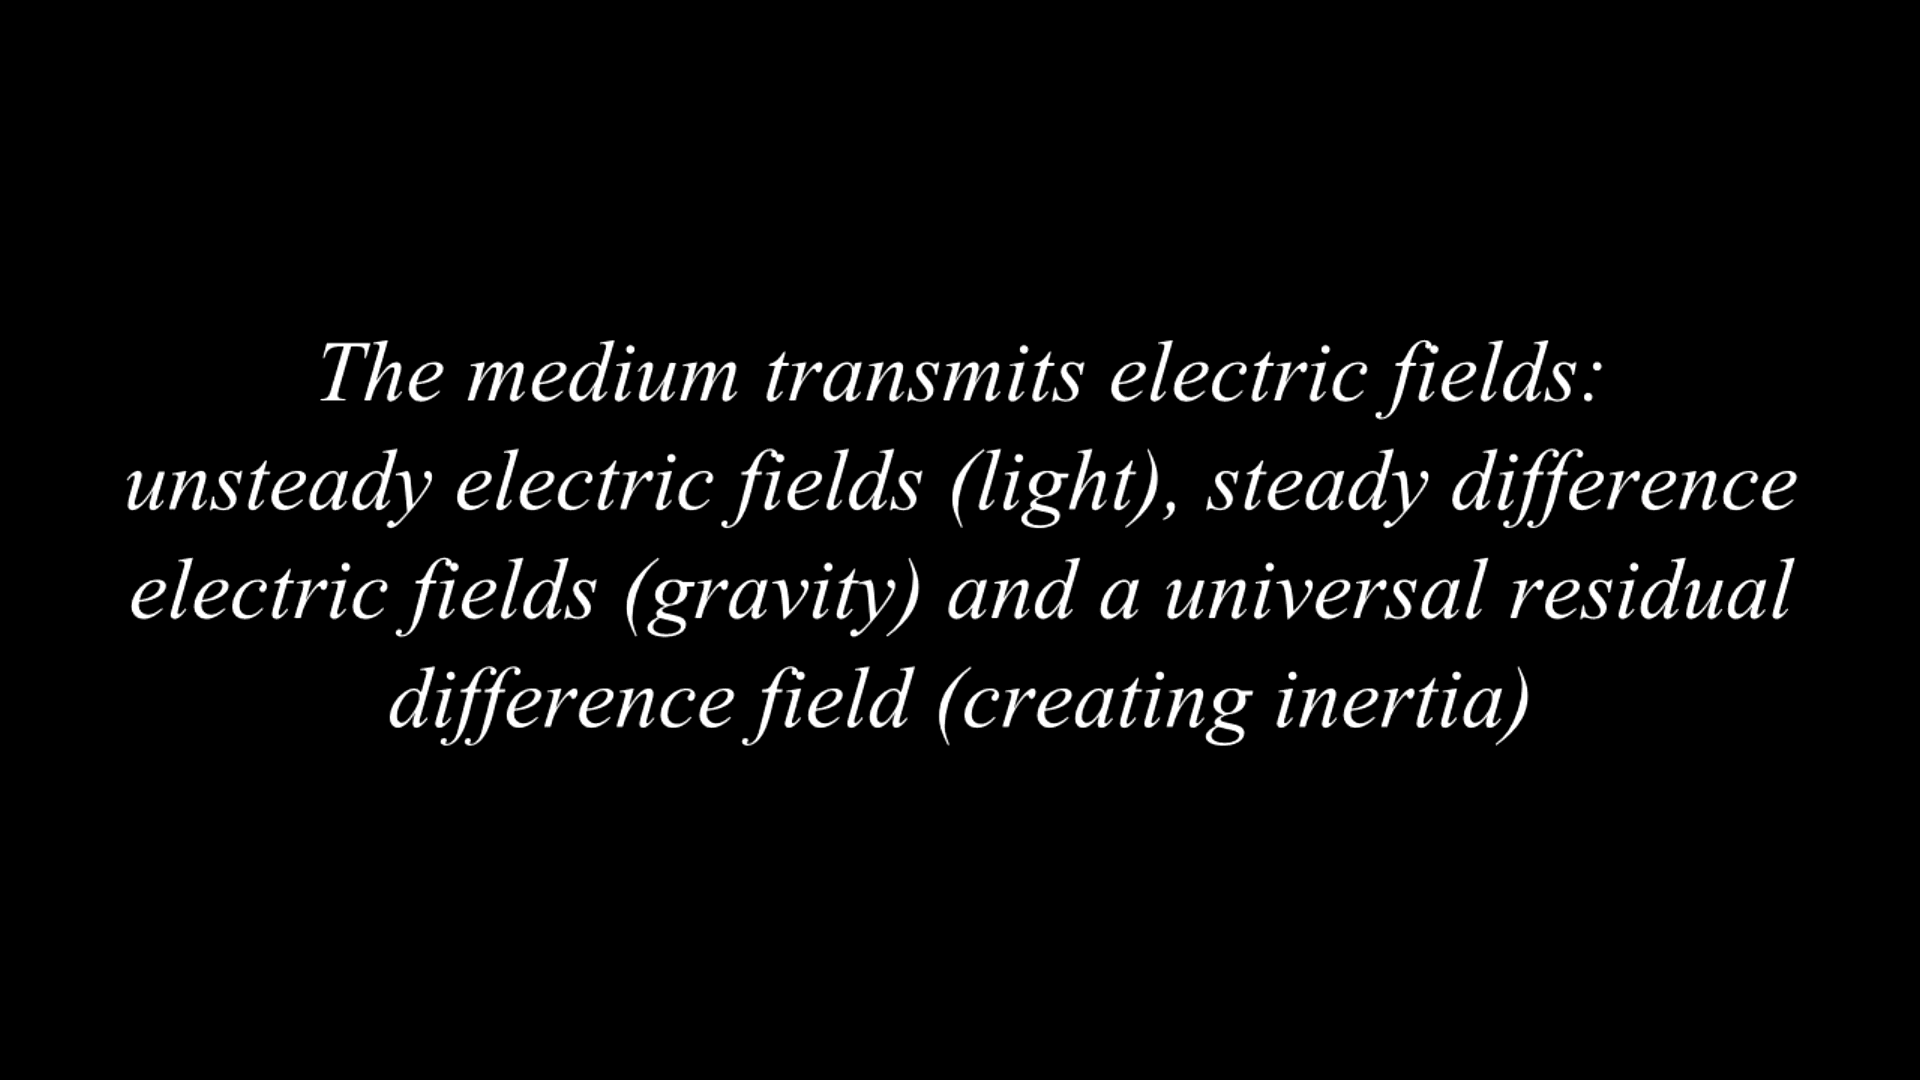 The medium transmits electric fields:
unsteady electric fields (light), steady difference
electric fields (gravity) and a universal residual
difference field (creating inertia)